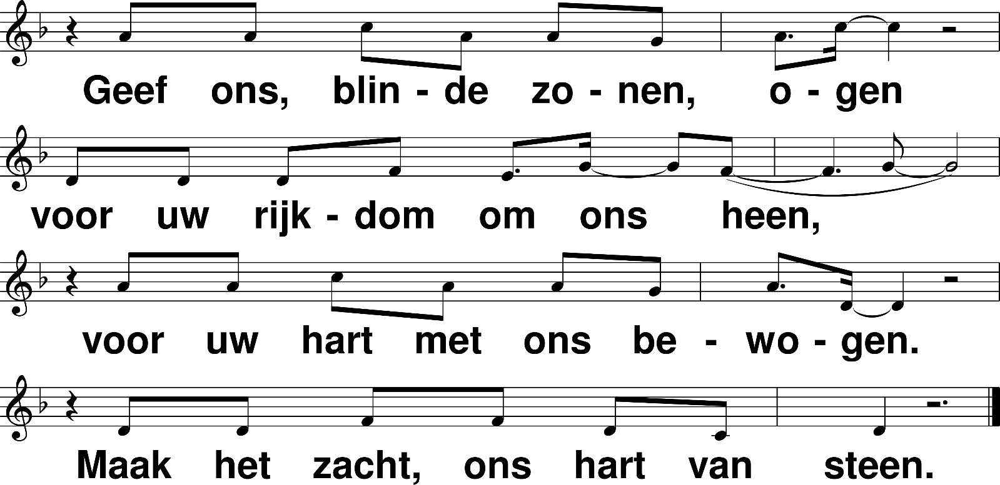 Geef ons, blin - de zo - nen, o - gen
voor uw rijk - dom om ons heen,
voor uw hart met ons be - wo - gen.
Maak het zacht, ons hart van steen.